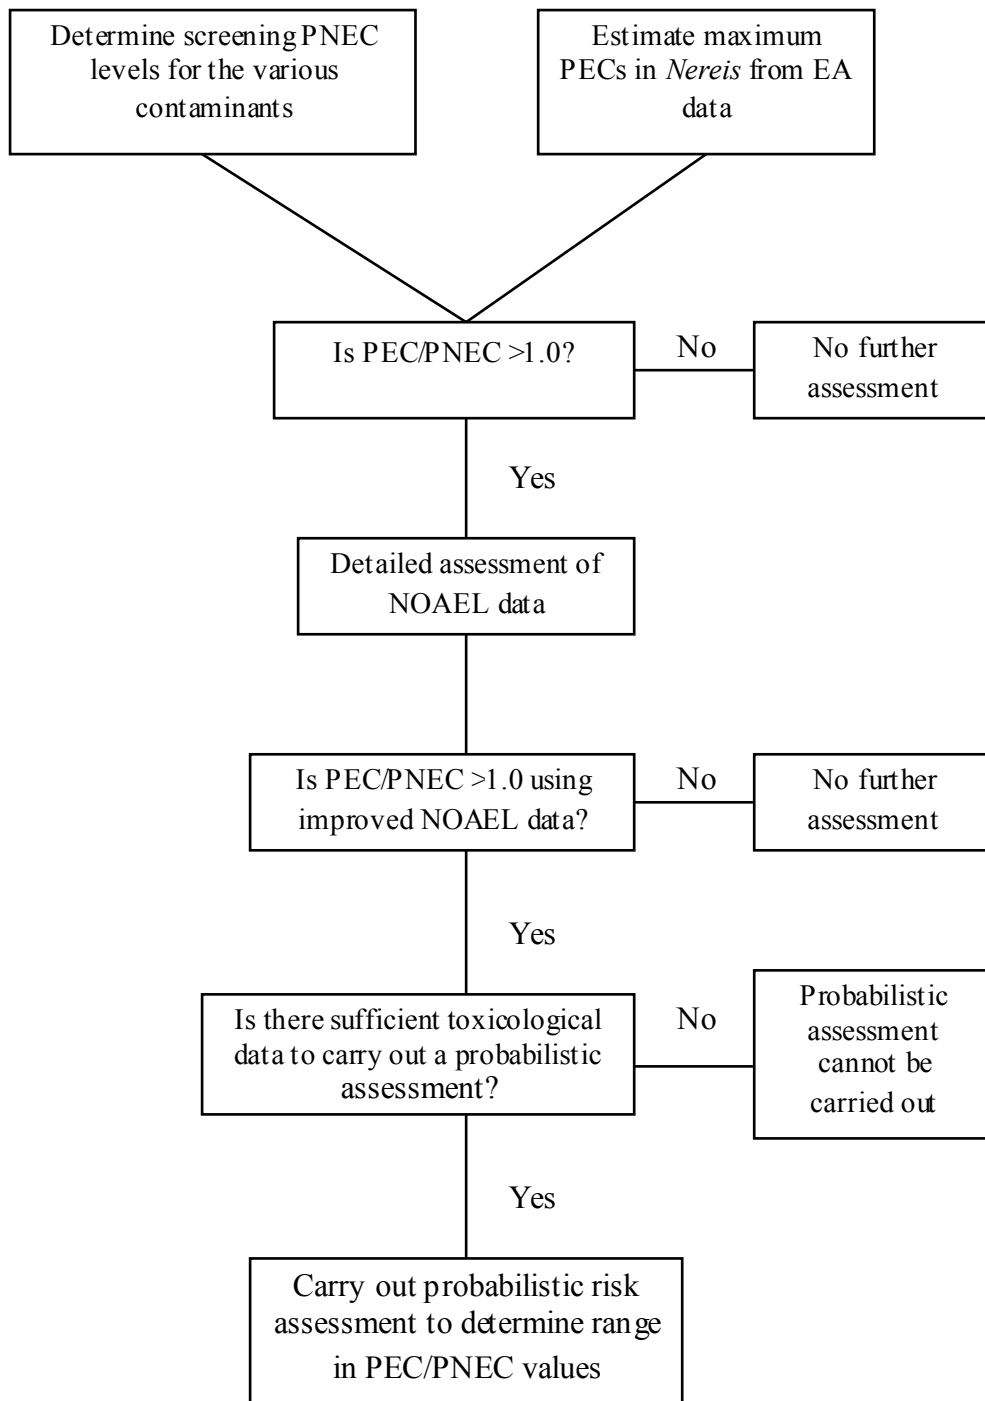 Determine screening PNEC
levels for the various
contaminants
Estimate maximum
PECs in Nereis from EA
data
Is PEC/PNEC >1.0?
No
No further
assessment
Yes
Detailed assessment of
NOAEL data
Is PEC/PNEC >1.0 using
improved NOAEL data?
No
No further
assessment
Yes
Is there sufficient toxicological
data to carry out a probabilistic
assessment?
No
Probabilistic
assessment
cannot be
carried out
Yes
Carry out probabilistic risk
assessment to determine range
in PEC/PNEC values